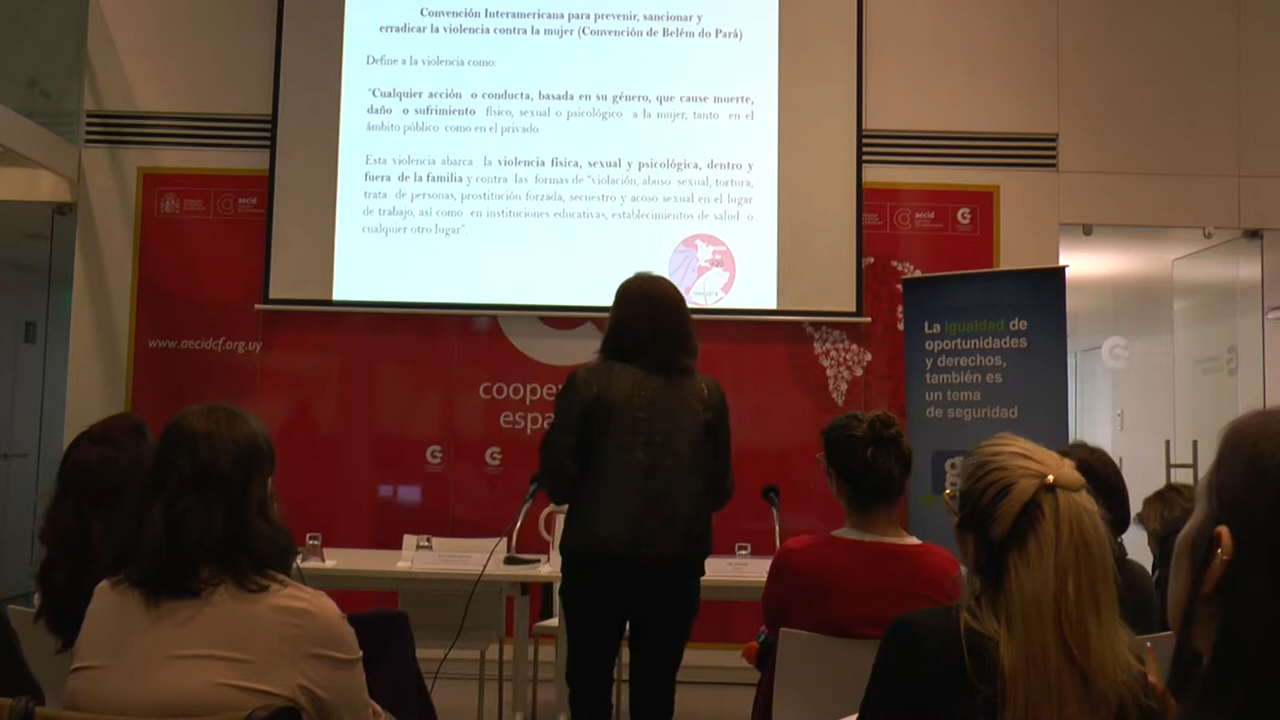 Convención Interamericana para prevenir, sancionar y
erradicar la violencia contra la mujer (Convención de Belém do Pará)
Define a la violencia como:
"Cualquier acción o conducta, basada en su género, que cause muerte,
daño o sufrimiento físico, sexual o psicológico a la mujer, tanto en el
ámbito público como en el privado.
Esta violencia abarca la violencia física, sexual y psicológica, dentro y
fuera de la familia y contra las formas de "violación, abuso sexual, tortura,
trata de personas, prostitución forzada, secuestro y acoso sexual en el lugar
de trabajo, así como en instituciones educativas, establecimientos de salud o
cualquier otro lugar".
aecid
aecid
www.aecidcf.org.uy
La igualdad de
oportunidades
y derechos,
también es
un tema
de seguridad